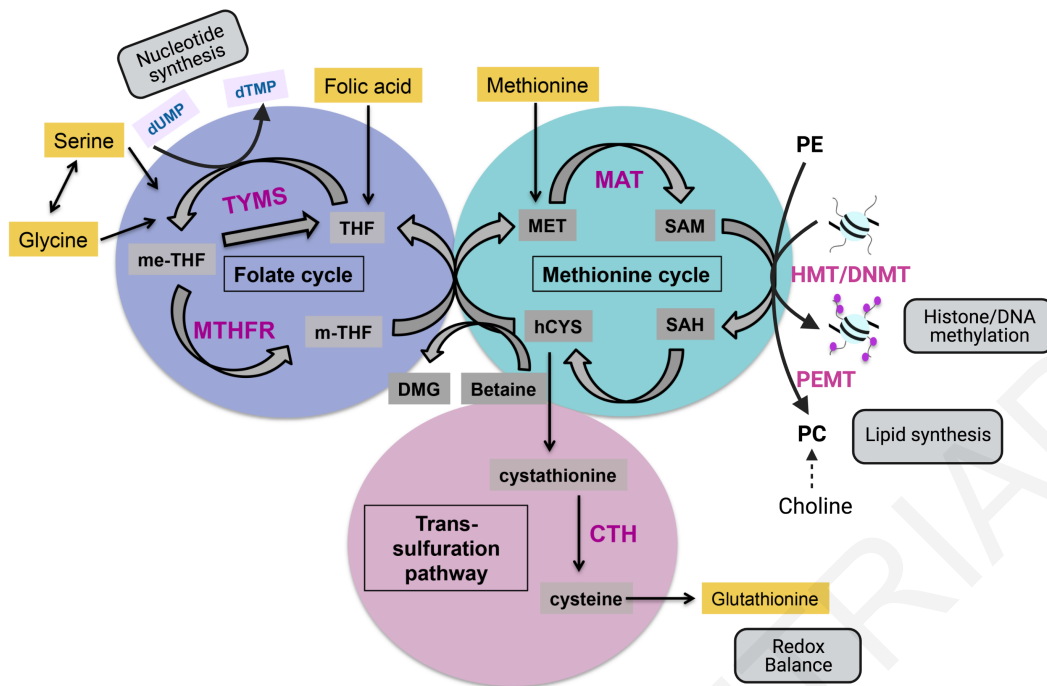 Nucleotide
synthesis
dUMP
dTMP
Folic acid
Methionine
Serine
Glycine
TYMS
THF
me-THF
Folate cycle
MTHFR
m-THF
MET
MAT
SAM
Methionine cycle
hCYS
SAH
DMG
Betaine
PE
HMT/DNMT
Histone/DNA
methylation
PEMT
PC
Lipid synthesis
Choline
cystathionine
Trans-
sulfuration
pathway
CTH
cysteine
Glutathionine
Redox
Balance